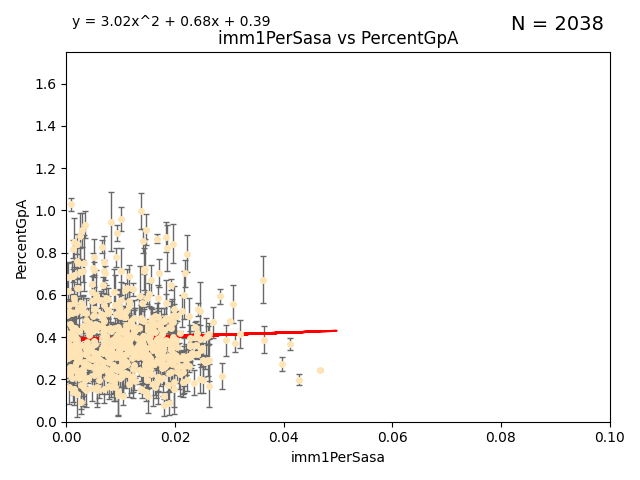 y = 3.02x^2 + 0.68x + 0.39
N = 2038
imm1PerSasa vs PercentGpA
PercentGpA
1.6
1.4
1.2
1.0
0.8
0.6
0.4
0.2
0.0
0.00 0.02 0.04 0.06 0.08 0.10
imm1PerSasa